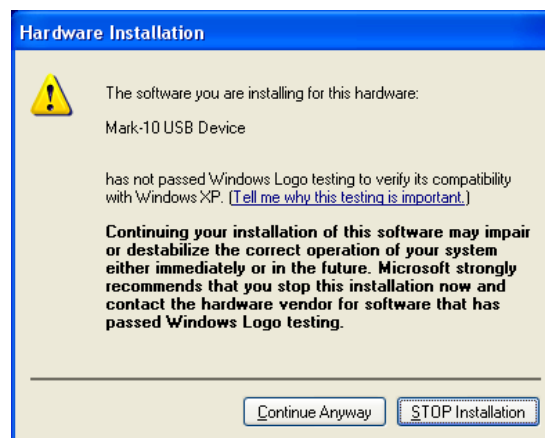 Hardware Installation
The software you are installing for this hardware:
Mark-10 USB Device
has not passed Windows Logo testing to verify its compatibility
with Windows XP. (Tell me why this testing is important.)
Continuing your installation of this software may impair
or destabilize the correct operation of your system
either immediately or in the future. Microsoft strongly
recommends that you stop this installation now and
contact the hardware vendor for software that has
passed Windows Logo testing.
Continue Anyway STOP Installation